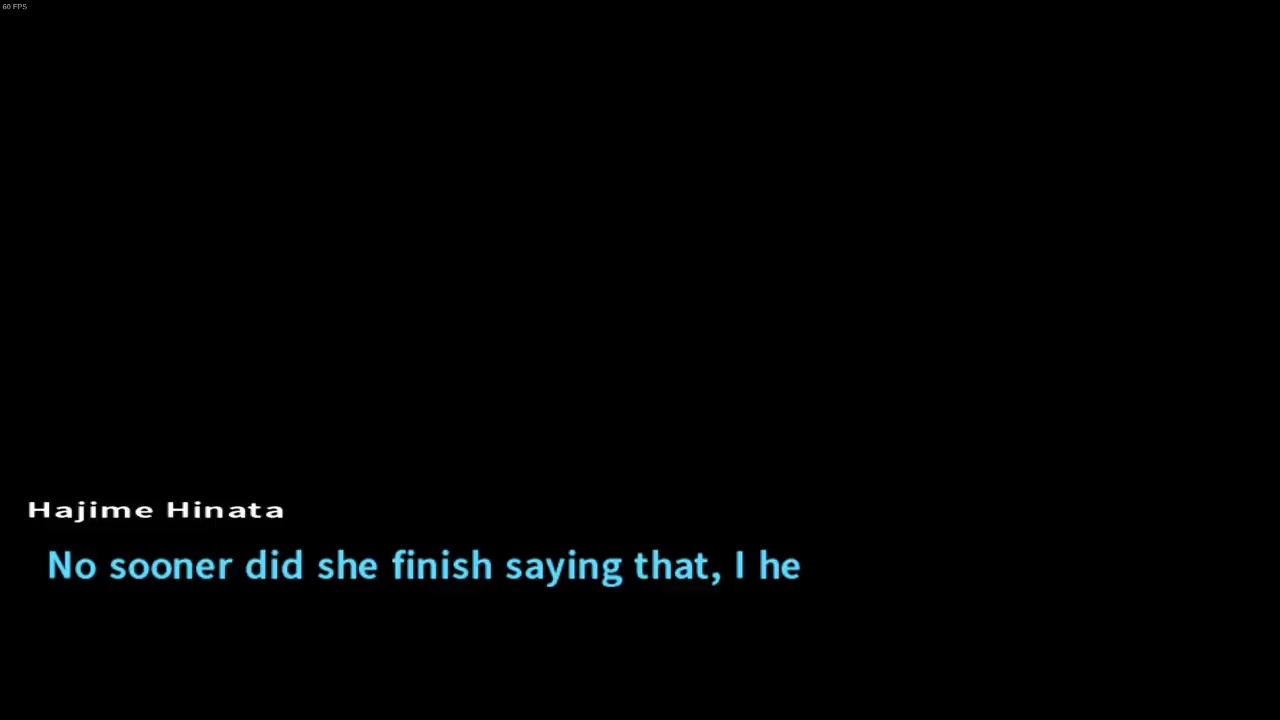 60 FPS
Hajime Hinata
No sooner did she finish saying that, I he